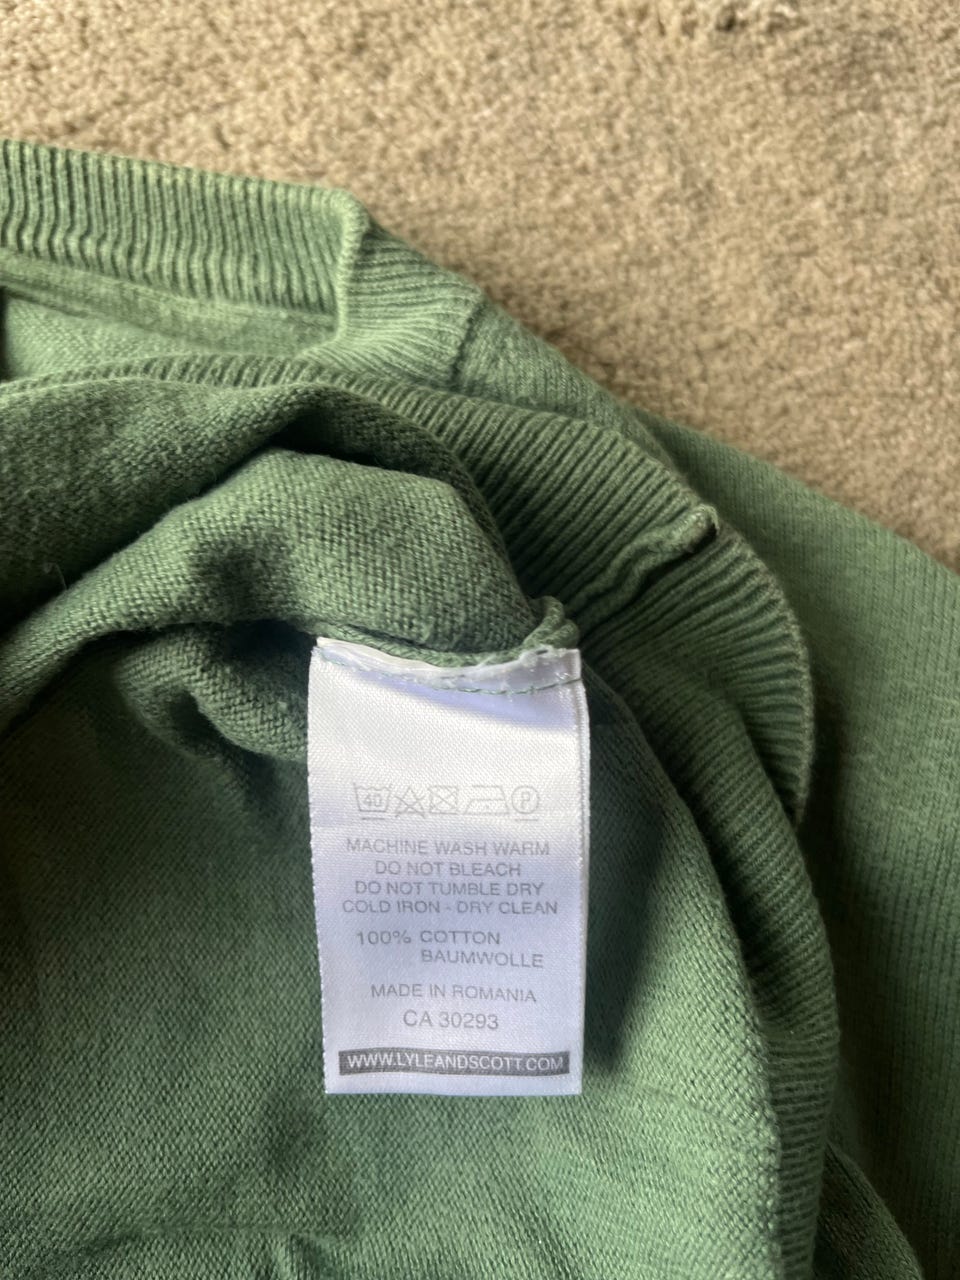 40 P
MACHINE WASH WARM
DO NOT BLEACH
DO NOT TUMBLE DRY
COLD IRON - DRY CLEAN
100% COTTON
BAUMWOLLE
MADE IN ROMANIA
CA 30293
WWW.LYLEANDSCOTT.COM